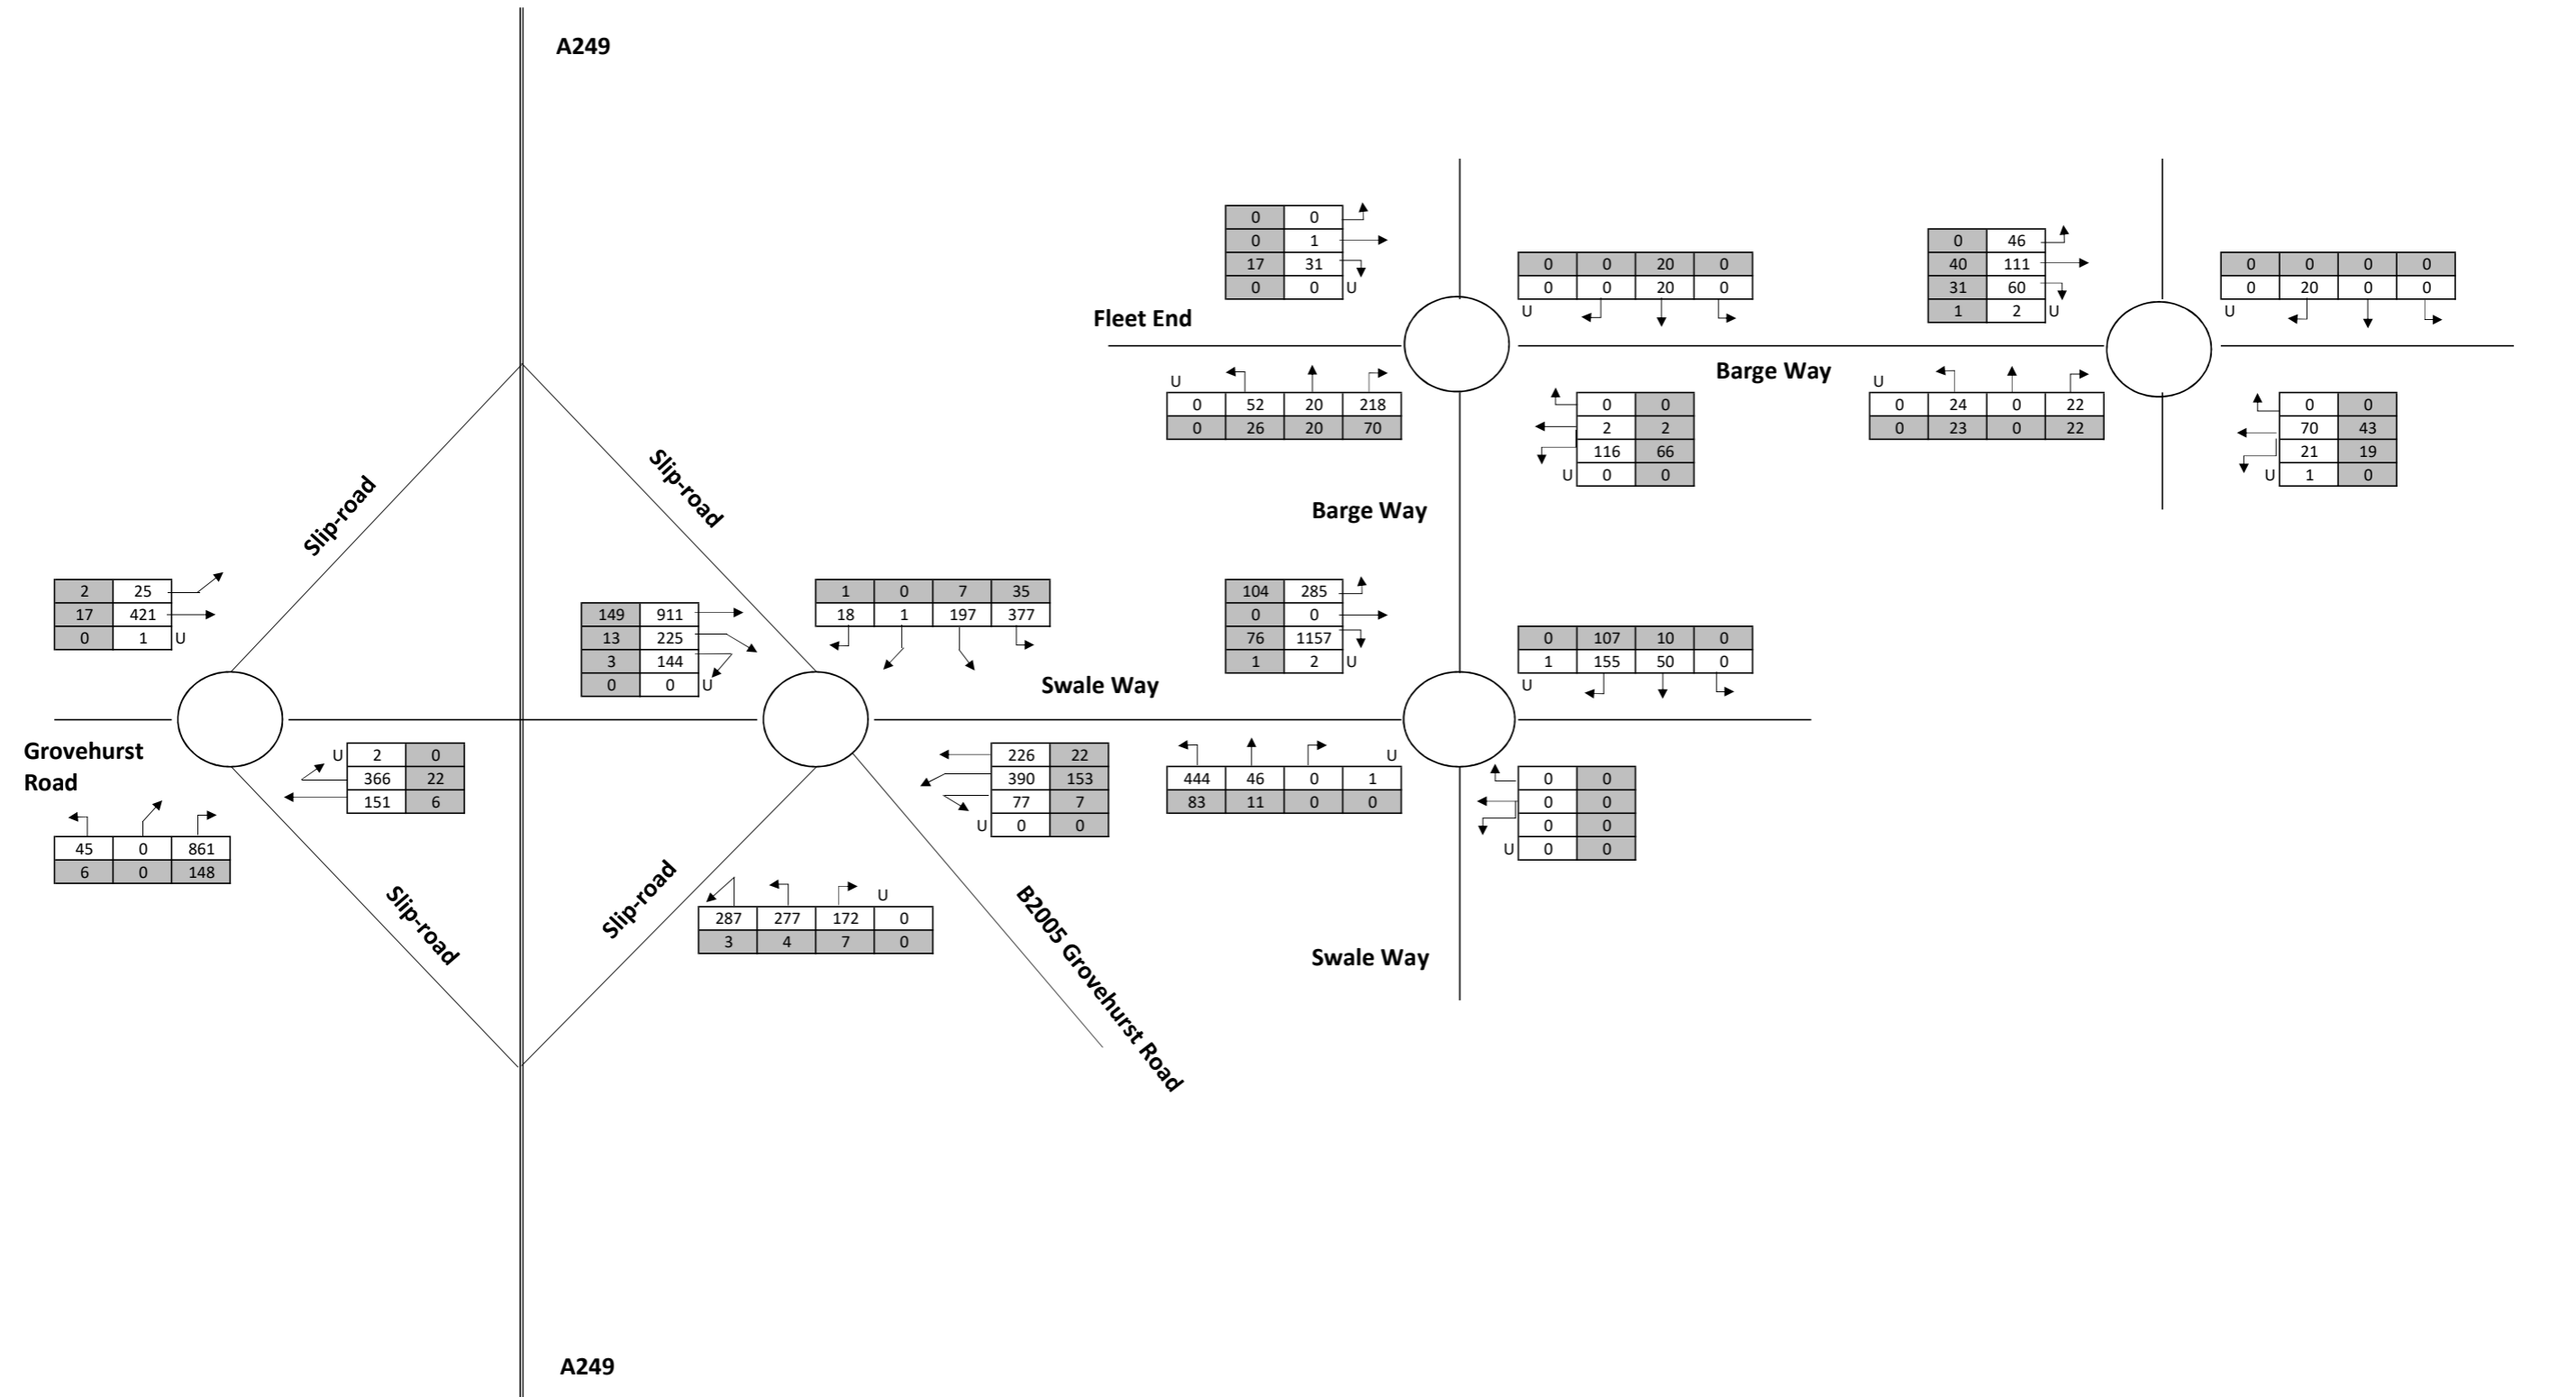 A249
0 0
0 1
17 31
0 0 U
0 0 20 0
0 0 20 0
U
Fleet End
U
0 52 20 218
0 26 20 70
0 0
2 2
116 66
U 0 0
Barge Way
0 46
40 111
31 60
1 2 U
0 0 0 0
0 20 0 0
U
U
0 24 0 22
0 23 0 22
0 0
70 43
21 19
U 1 0
Barge Way
Slip-road
Slip-road
2 25
17 421
0 1 U
149 911
13 225
3 144
0 0 U
1 0 7 35
18 1 197 377
Swale Way
104 285
0 0
76 1157
1 2 U
0 107 10 0
1 155 50 0
U
Grovehurst
Road
U 2 0
366 22
151 6
45 0 861
6 0 148
226 22
390 153
77 7
U 0 0
U
444 46 0 1
83 11 0 0
0 0
0 0
0 0
U 0 0
Slip-road
Slip-road
U
287 277 172 0
3 4 7 0
B2005 Grovehurst Road
Swale Way
A249